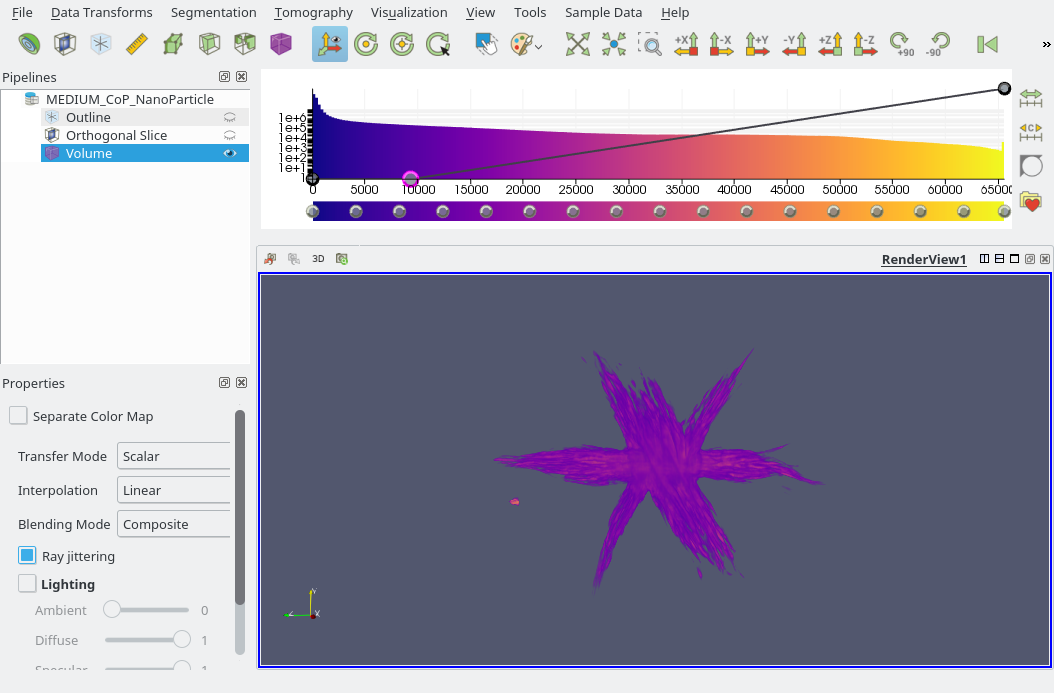 File Data Transforms Segmentation Tomography Visualization View Tools Sample Data Help
+X -X +Y -Y +Z -Z +90 -90 »
Pipelines
MEDIUM_CoP_NanoParticle
Outline
Orthogonal Slice
Volume
1e+6
1e+5
1e+4
1e+3
1e+2
1e+1
0 5000 10000 15000 20000 25000 30000 35000 40000 45000 50000 55000 60000 6500
C
3D RenderView1
Properties
Separate Color Map
Transfer Mode Scalar
Interpolation Linear
Blending Mode Composite
Ray jittering
Lighting
Ambient 0
Diffuse 1
Specular 1
Y
Z X